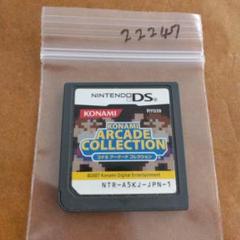 22247
NINTENDO DS
KONAMI
RY038
KONAMI
ARCADE
COLLECTION
コナミ アーケード コレクション
©2007 Konami Digital Entertainment
NTR-A5KJ-JPN-1